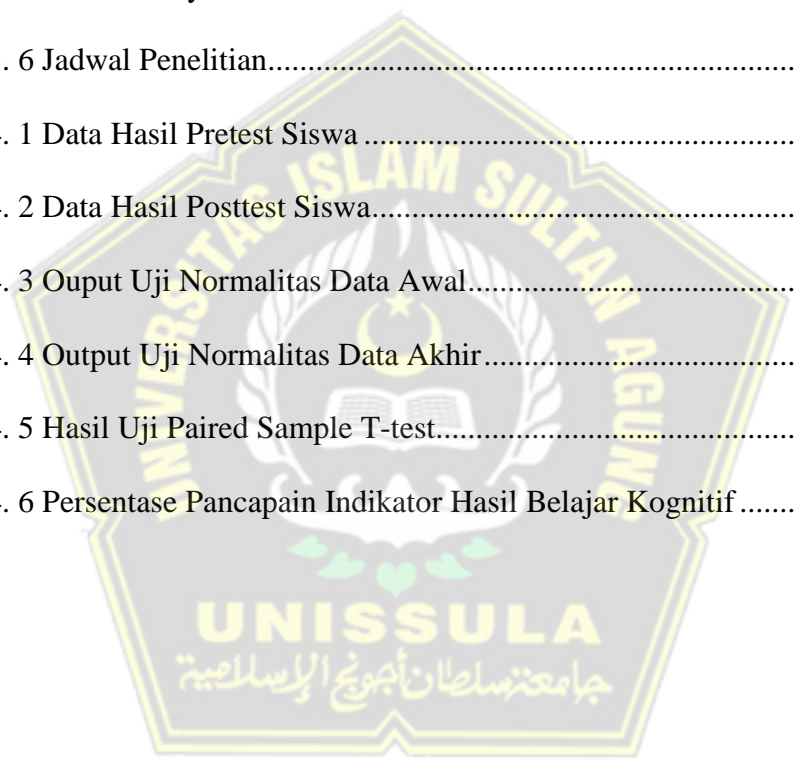 . 6 Jadwal Penelitian..................................................................
. 1 Data Hasil Pretest Siswa ......................................................
. 2 Data Hasil Posttest Siswa.....................................................
. 3 Ouput Uji Normalitas Data Awal.........................................
. 4 Output Uji Normalitas Data Akhir.......................................
. 5 Hasil Uji Paired Sample T-test.............................................
. 6 Persentase Pancapain Indikator Hasil Belajar Kognitif .......
UNIVERSITAS ISLAM SULTAN AGUNG
UNISSULA
جامعتنسلطان أجونج الإسلامية